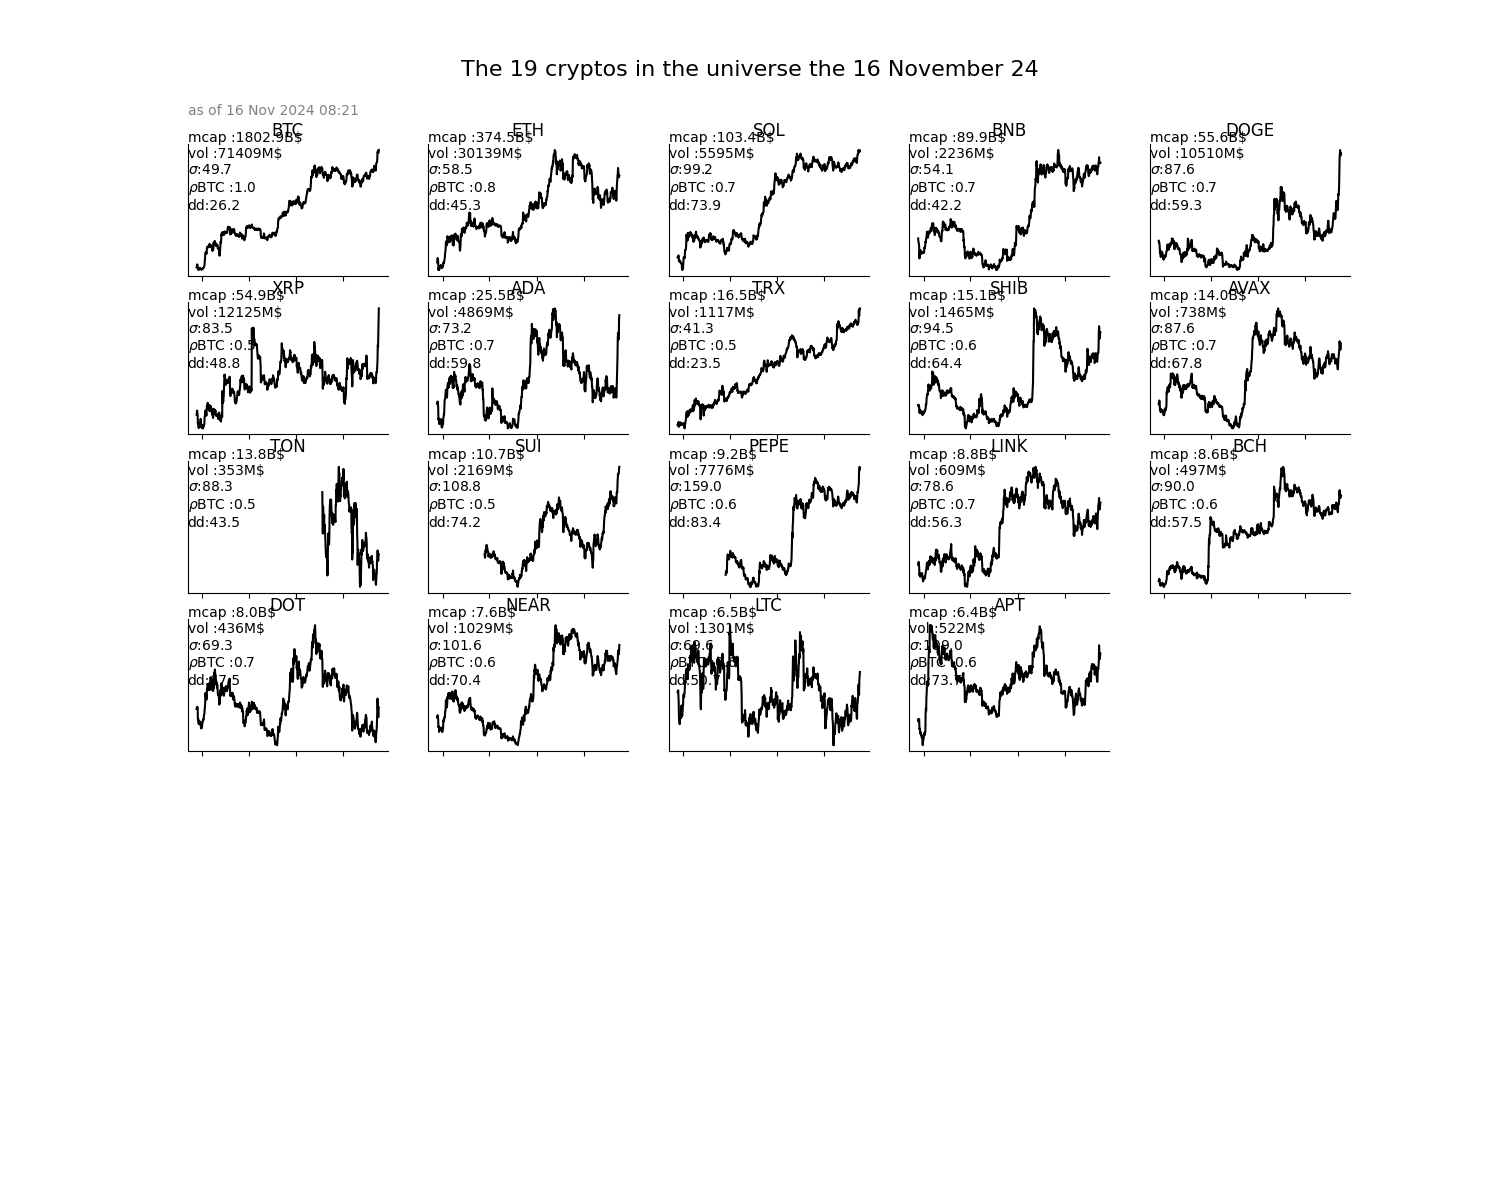 The 19 cryptos in the universe the 16 November 24
as of 16 Nov 2024 08:21
BTC
mcap :1802.9B$
vol :71409M$
σ:49.7
ρBTC :1.0
dd:26.2
ETH
mcap :374.5B$
vol :30139M$
σ:58.5
ρBTC :0.8
dd:45.3
SOL
mcap :103.4B$
vol :5595M$
σ:99.2
ρBTC :0.7
dd:73.9
BNB
mcap :89.9B$
vol :2236M$
σ:54.1
ρBTC :0.7
dd:42.2
DOGE
mcap :55.6B$
vol :10510M$
σ:87.6
ρBTC :0.7
dd:59.3
XRP
mcap :54.9B$
vol :12125M$
σ:83.5
ρBTC :0.5
dd:48.8
ADA
mcap :25.5B$
vol :4869M$
σ:73.2
ρBTC :0.7
dd:59.8
TRX
mcap :16.5B$
vol :1117M$
σ:41.3
ρBTC :0.5
dd:23.5
SHIB
mcap :15.1B$
vol :1465M$
σ:94.5
ρBTC :0.6
dd:64.4
AVAX
mcap :14.0B$
vol :738M$
σ:87.6
ρBTC :0.7
dd:67.8
TON
mcap :13.8B$
vol :353M$
σ:88.3
ρBTC :0.5
dd:43.5
SUI
mcap :10.7B$
vol :2169M$
σ:108.8
ρBTC :0.5
dd:74.2
PEPE
mcap :9.2B$
vol :7776M$
σ:159.0
ρBTC :0.6
dd:83.4
LINK
mcap :8.8B$
vol :609M$
σ:78.6
ρBTC :0.7
dd:56.3
BCH
mcap :8.6B$
vol :497M$
σ:90.0
ρBTC :0.6
dd:57.5
DOT
mcap :8.0B$
vol :436M$
σ:69.3
ρBTC :0.7
NEAR
mcap :7.6B$
vol :1029M$
σ:101.6
ρBTC :0.6
dd:70.4
LTC
mcap :6.5B$
vol :1301M$
σ:69.6
APT
mcap :6.4B$
vol :522M$
ρBTC :0.6